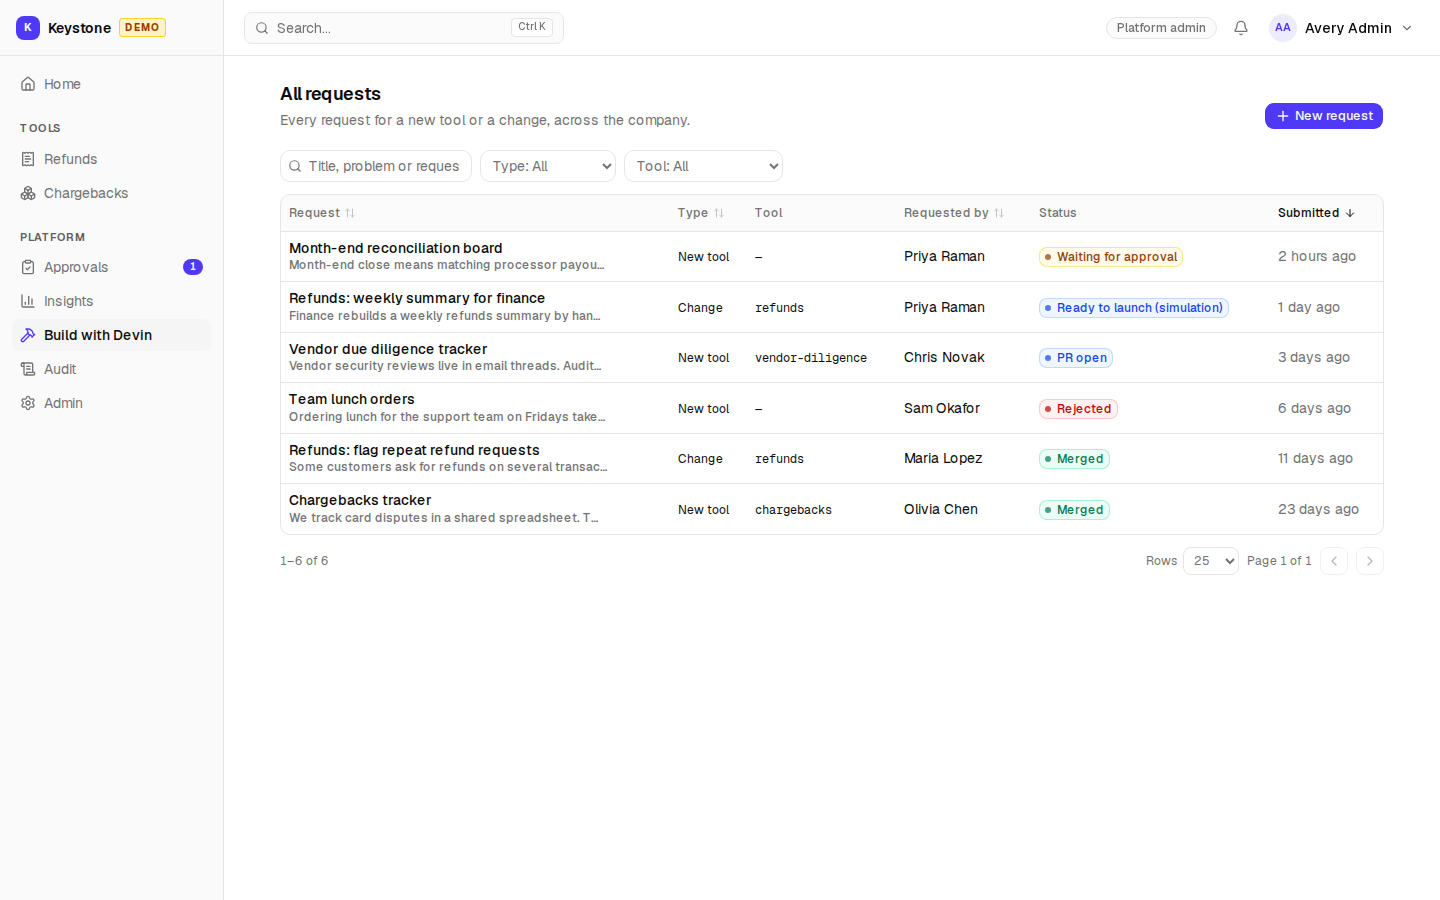 K Keystone DEMO
Search... Ctrl K
Platform admin AA Avery Admin
Home
TOOLS
Refunds
Chargebacks
PLATFORM
Approvals 1
Insights
Build with Devin
Audit
Admin
All requests
Every request for a new tool or a change, across the company.
New request
Title, problem or reques Type: All Tool: All
Request Type Tool Requested by Status Submitted
Month-end reconciliation board
Month-end close means matching processor payou... New tool – Priya Raman Waiting for approval 2 hours ago
Refunds: weekly summary for finance
Finance rebuilds a weekly refunds summary by han... Change refunds Priya Raman Ready to launch (simulation) 1 day ago
Vendor due diligence tracker
Vendor security reviews live in email threads. Audit... New tool vendor-diligence Chris Novak PR open 3 days ago
Team lunch orders
Ordering lunch for the support team on Fridays take... New tool – Sam Okafor Rejected 6 days ago
Refunds: flag repeat refund requests
Some customers ask for refunds on several transac... Change refunds Maria Lopez Merged 11 days ago
Chargebacks tracker
We track card disputes in a shared spreadsheet. T... New tool chargebacks Olivia Chen Merged 23 days ago
1–6 of 6 Rows 25 Page 1 of 1